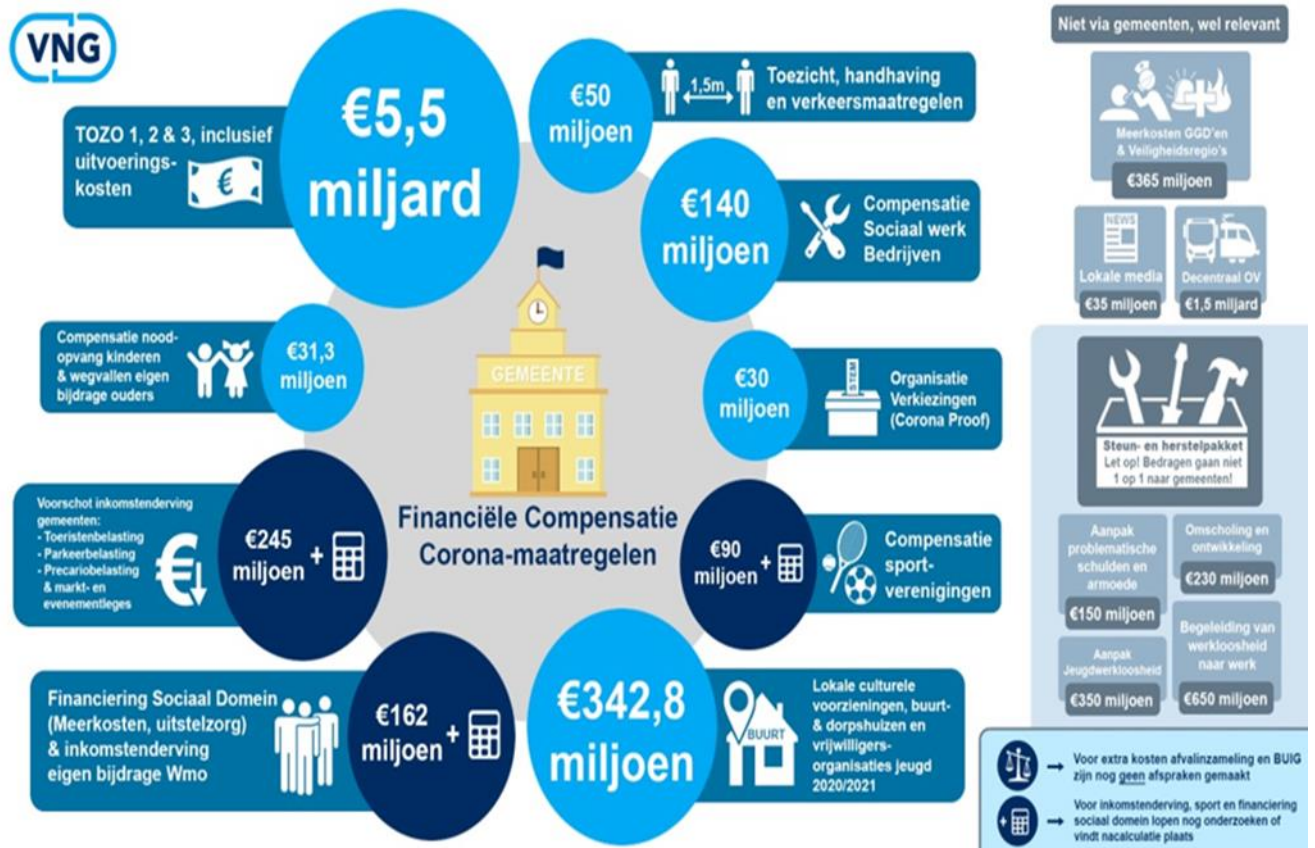 VNG
TOZO 1, 2 & 3, inclusief
uitvoerings-
kosten
€
€5,5
miljard
€50
miljoen
1,5m
Toezicht, handhaving
en verkeersmaatregelen
€140
miljoen
Compensatie
Sociaal werk
Bedrijven
Compensatie nood-
opvang kinderen
& wegvallen eigen
bijdrage ouders
€31,3
miljoen
GEMEENTE
Financiële Compensatie
Corona-maatregelen
€30
miljoen
STEM
Organisatie
Verkiezingen
(Corona Proof)
Voorschot inkomstenderving
gemeenten:
- Toeristenbelasting
- Parkeerbelasting
- Precariobelasting
& markt- en
evenementleges
€
€245
miljoen +
€90
miljoen +
Compensatie
sport-
verenigingen
Financiering Sociaal Domein
(Meerkosten, uitstelzorg)
& inkomstenderving
eigen bijdrage Wmo
€162
miljoen +
€342,8
miljoen
BUURT
Lokale culturele
voorzieningen, buurt-
& dorpshuizen en
vrijwilligers-
organisaties jeugd
2020/2021
Niet via gemeenten, wel relevant
Meerkosten GGD'en
& Veiligheidsregio's
€365 miljoen
NEWS
Lokale media
€35 miljoen
Decentraal OV
€1,5 miljard
Steun- en herstelpakket
Let op! Bedragen gaan niet
1 op 1 naar gemeenten!
Aanpak
problematische
schulden en
armoede
€150 miljoen
Omscholing en
ontwikkeling
€230 miljoen
Aanpak
Jeugdwerkloosheid
€350 miljoen
Begeleiding van
werkloosheid
naar werk
€650 miljoen
→ Voor extra kosten afvalinzameling en BUIG
zijn nog geen afspraken gemaakt
+ → Voor inkomstenderving, sport en financiering
sociaal domein lopen nog onderzoeken of
vindt nacalculatie plaats